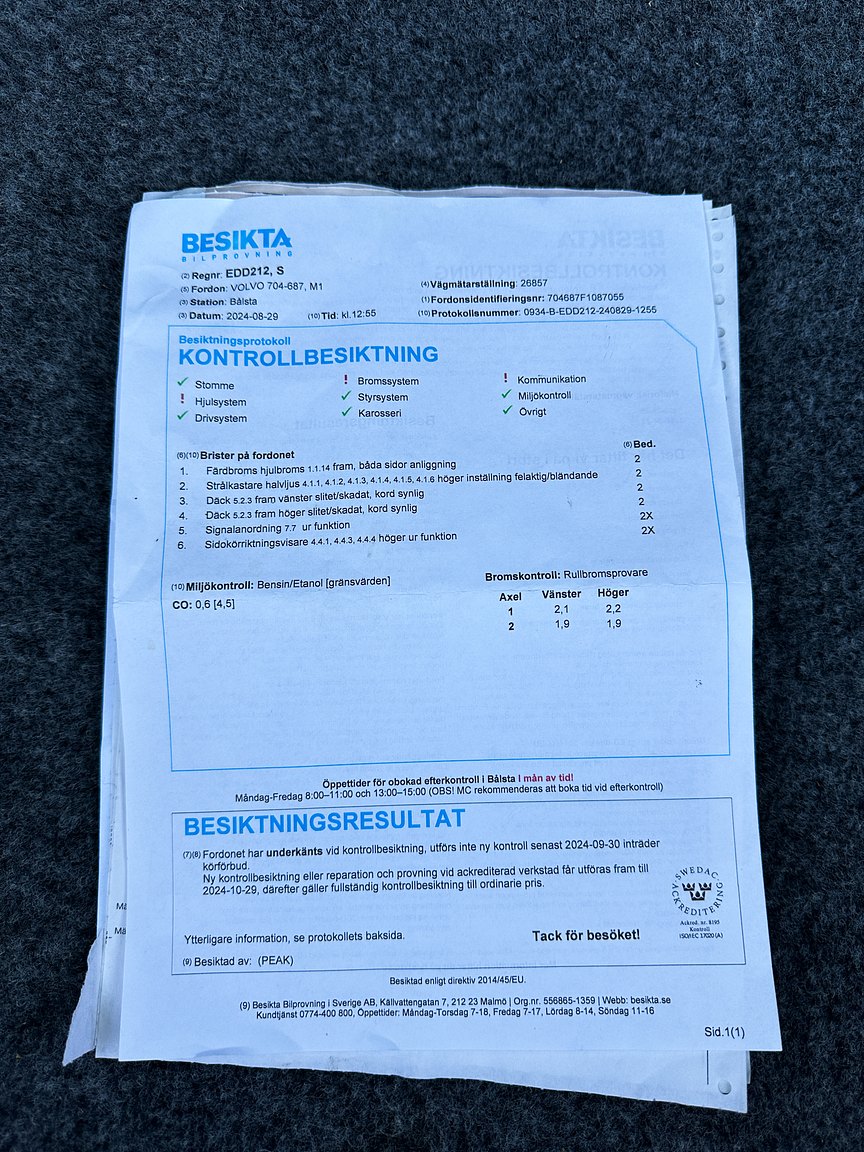 BESIKTA
BILPROVNING
(2) Regnr: EDD212, S
(5) Fordon: VOLVO 704-687, M1
(4) Vägmätarställning: 26857
(3) Station: Bålsta
(1) Fordonsidentifieringsnr: 704687F1087055
(3) Datum: 2024-08-29 (10) Tid: kl.12:55
(10) Protokollsnummer: 0934-B-EDD212-240829-1255
Besiktningsprotokoll
KONTROLLBESIKTNING
✓ Stomme ! Bromssystem ! Kommunikation
! Hjulsystem ✓ Styrsystem ✓ Miljökontroll
✓ Drivsystem ✓ Karosseri ✓ Övrigt
(6)(10) Brister på fordonet (6) Bed.
1. Färdbroms hjulbroms 1.1.14 fram, båda sidor anliggning 2
2. Strålkastare halvljus 4.1.1, 4.1.2, 4.1.3, 4.1.4, 4.1.5, 4.1.6 höger inställning felaktig/bländande 2
3. Däck 5.2.3 fram vänster slitet/skadat, kord synlig 2
4. Däck 5.2.3 fram höger slitet/skadat, kord synlig 2
5. Signalanordning 7.7 ur funktion 2X
6. Sidokörriktningsvisare 4.4.1, 4.4.3, 4.4.4 höger ur funktion 2X
(10) Miljökontroll: Bensin/Etanol [gränsvärden]
CO: 0,6 [4,5]
Bromskontroll: Rullbromsprovare
Axel Vänster Höger
1 2,1 2,2
2 1,9 1,9
Öppettider för obokad efterkontroll i Bålsta I mån av tid!
Måndag-Fredag 8:00–11:00 och 13:00–15:00 (OBS! MC rekommenderas att boka tid vid efterkontroll)
BESIKTNINGSRESULTAT
(7)(8) Fordonet har underkänts vid kontrollbesiktning, utförs inte ny kontroll senast 2024-09-30 inträder
körförbud.
Ny kontrollbesiktning eller reparation och provning vid ackrediterad verkstad får utföras fram till
2024-10-29, därefter gäller fullständig kontrollbesiktning till ordinarie pris.
SWEDAC
ACKREDITERING
Ackred. nr. 8195
Kontroll
ISO/IEC 17020 (A)
Ytterligare information, se protokollets baksida.
Tack för besöket!
(9) Besiktad av: (PEAK)
Besiktad enligt direktiv 2014/45/EU.
(9) Besikta Bilprovning i Sverige AB, Källvattengatan 7, 212 23 Malmö | Org.nr. 556865-1359 | Webb: besikta.se
Kundtjänst 0774-400 800, Öppettider: Måndag-Torsdag 7-18, Fredag 7-17, Lördag 8-14, Söndag 11-16
Sid.1(1)